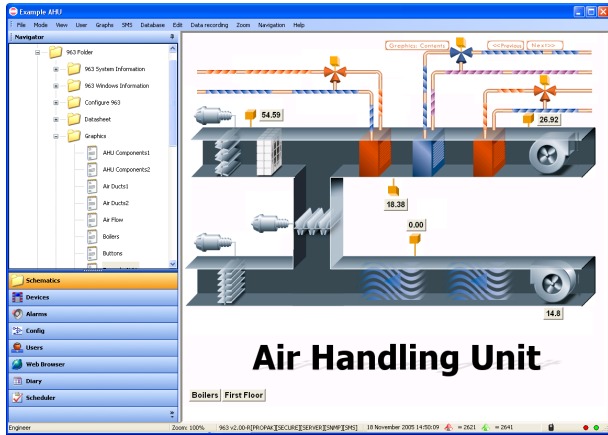 Example AHU
File Mode View User Graphs SMS Database Edit Data recording Zoom Navigation Help
Navigator
963 Folder
963 System Information
963 Windows Information
Configure 963
Datasheet
Graphics
AHU Components1
AHU Components2
Air Ducts1
Air Ducts2
Air Flow
Boilers
Buttons
Schematics
Devices
Alarms
Config
Users
Web Browser
Diary
Scheduler
Graphics: Contents <<Previous Next>>
54.59
26.92
18.38
0.00
14.8
Air Handling Unit
Boilers First Floor
Engineer Zoom: 100% 963 v2.00-R[PROPAK][SECURE][SERVER][SNMP][SMS] 18 November 2005 14:50:09 = 2621 = 2641